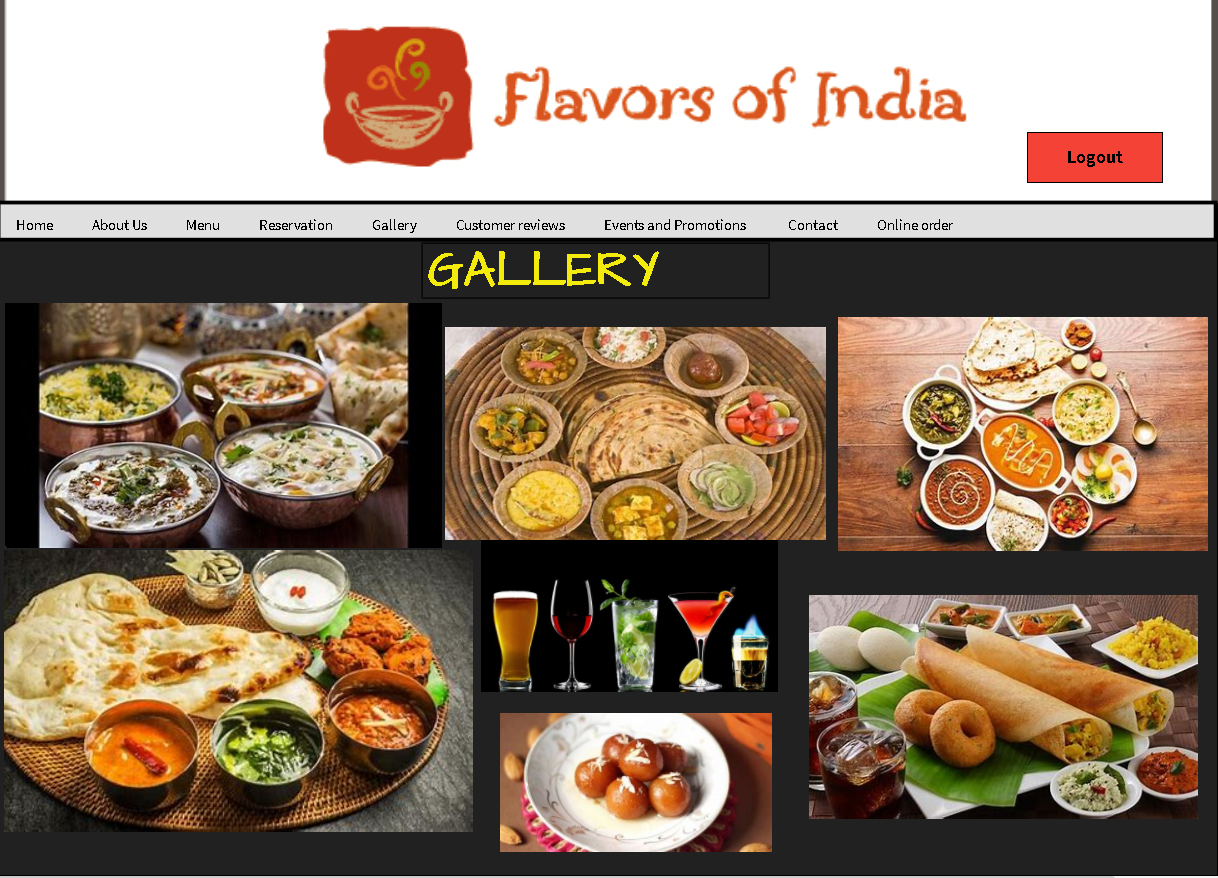 Flavors of India
Logout
Home About Us Menu Reservation Gallery Customer reviews Events and Promotions Contact Online order
GALLERY